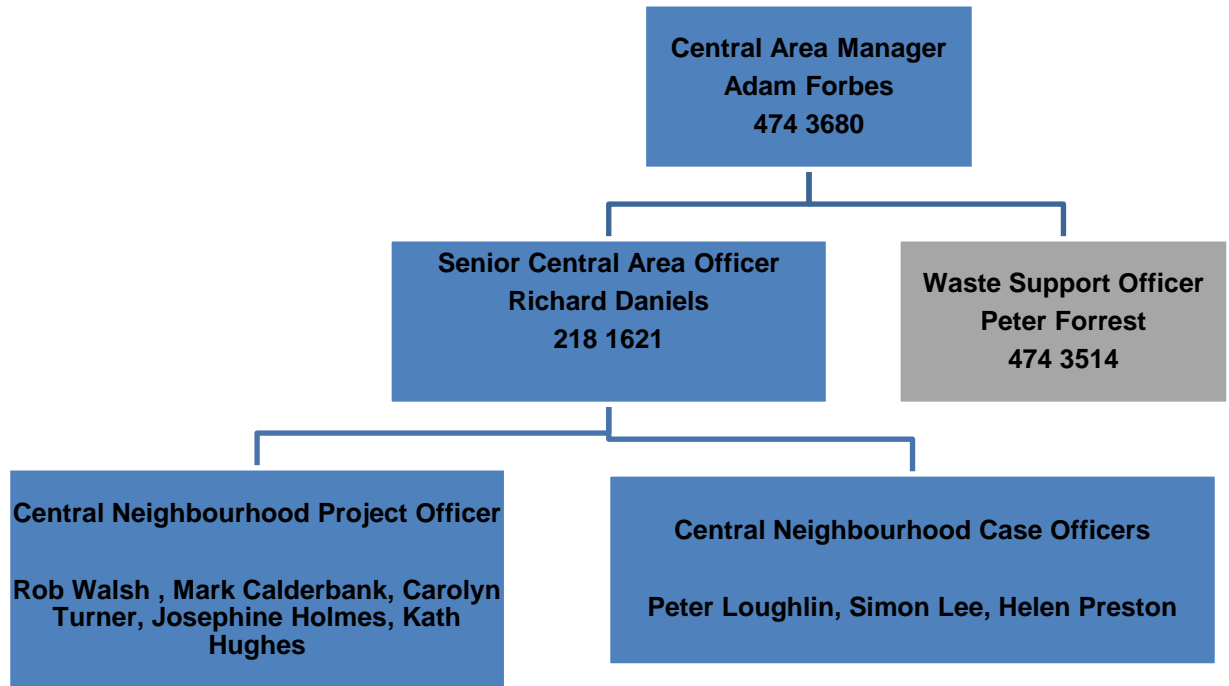 Central Area Manager
Adam Forbes
474 3680
Senior Central Area Officer
Richard Daniels
218 1621
Waste Support Officer
Peter Forrest
474 3514
Central Neighbourhood Project Officer
Rob Walsh , Mark Calderbank, Carolyn
Turner, Josephine Holmes, Kath
Hughes
Central Neighbourhood Case Officers
Peter Loughlin, Simon Lee, Helen Preston